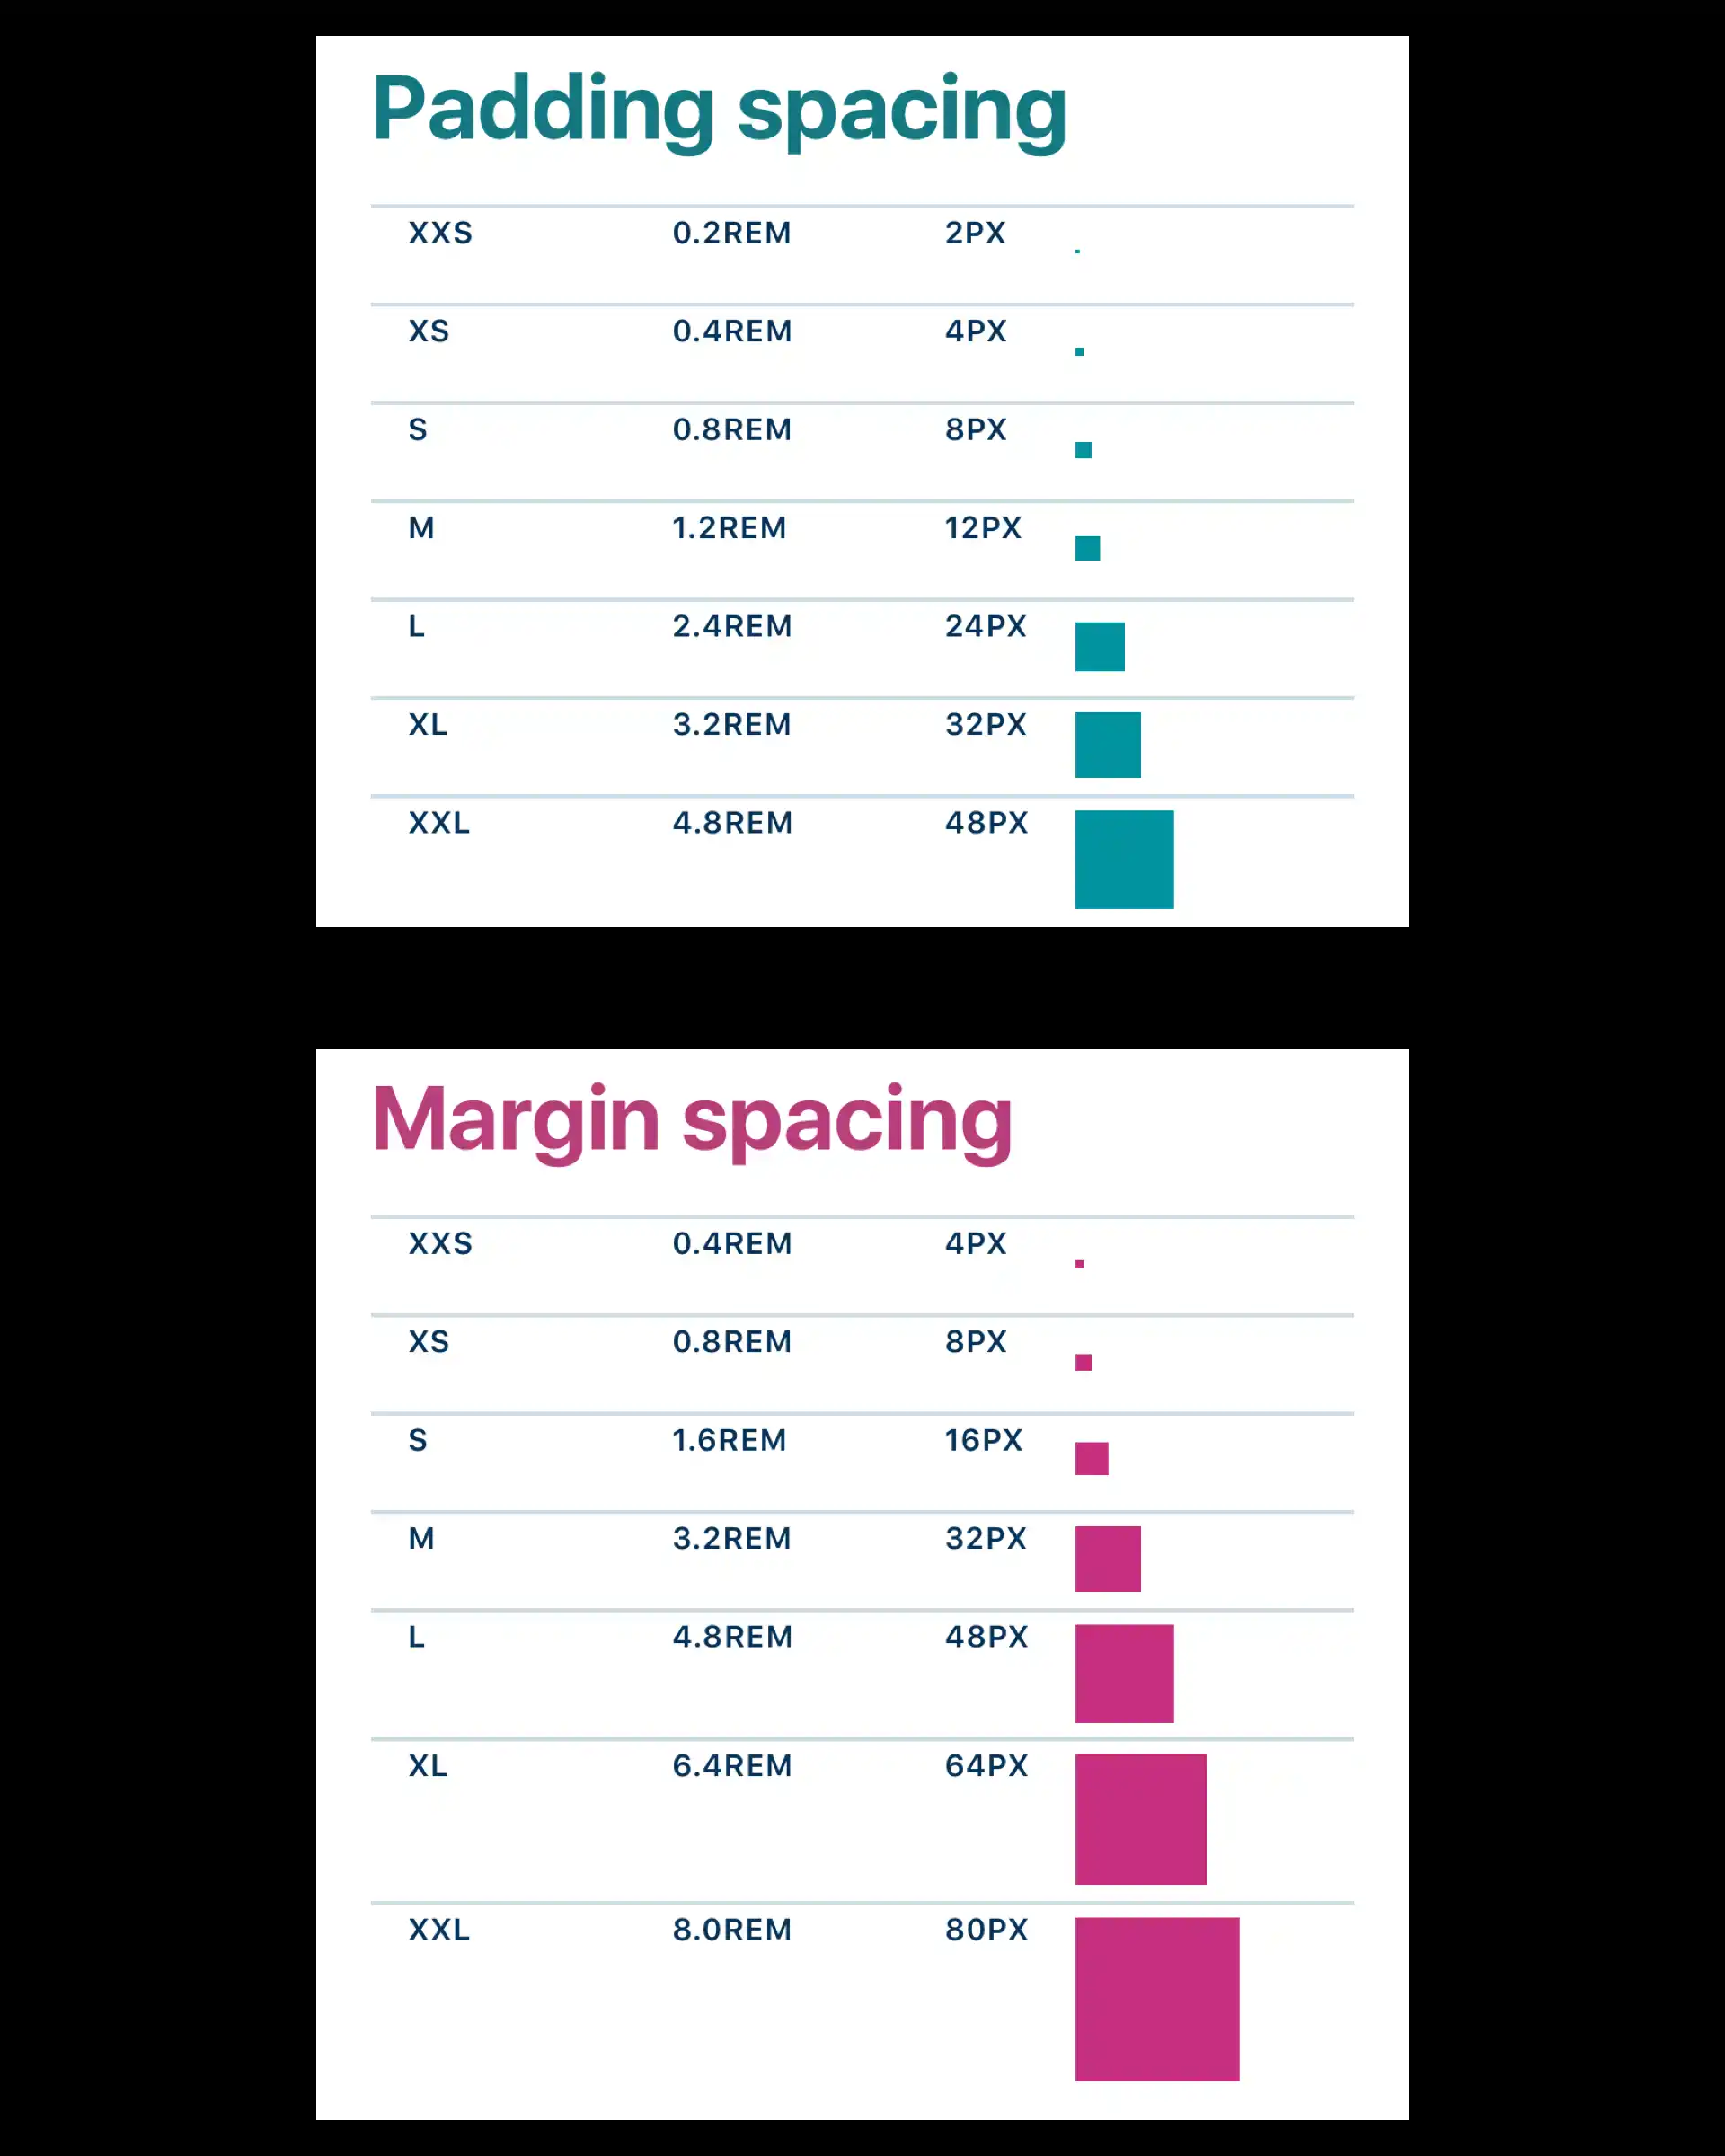 Padding spacing
XXS 0.2REM 2PX
XS 0.4REM 4PX
S 0.8REM 8PX
M 1.2REM 12PX
L 2.4REM 24PX
XL 3.2REM 32PX
XXL 4.8REM 48PX
Margin spacing
XXS 0.4REM 4PX
XS 0.8REM 8PX
S 1.6REM 16PX
M 3.2REM 32PX
L 4.8REM 48PX
XL 6.4REM 64PX
XXL 8.0REM 80PX